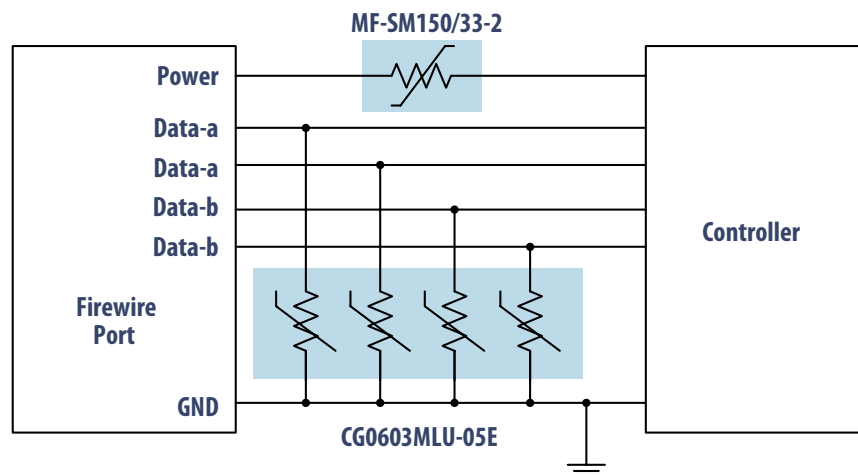 MF-SM150/33-2
Power
Data-a
Data-a
Data-b
Data-b
Controller
Firewire
Port
GND
CG0603MLU-05E